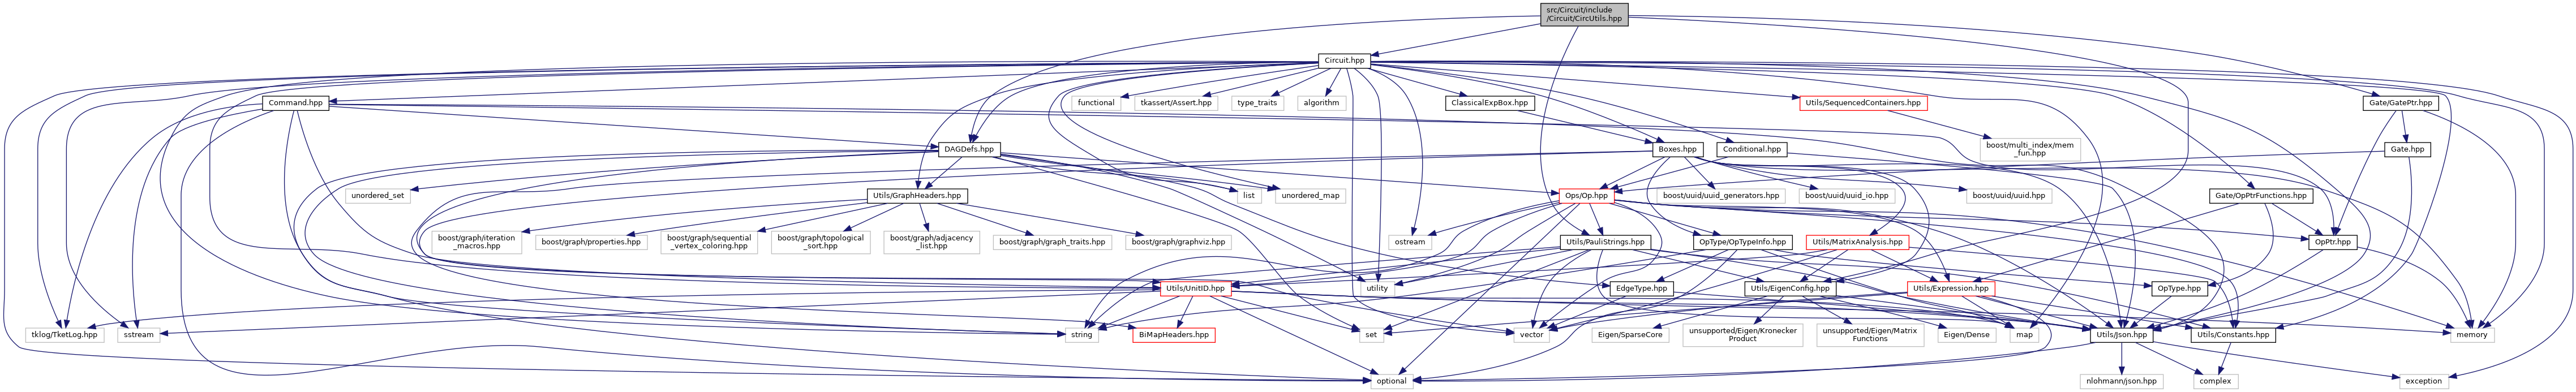 src/Circuit/include
/Circuit/CircUtils.hpp
Circuit.hpp
Command.hpp
functional
tkassert/Assert.hpp
type_traits
algorithm
ClassicalExpBox.hpp
Utils/SequencedContainers.hpp
Gate/GatePtr.hpp
boost/multi_index/mem
_fun.hpp
DAGDefs.hpp
Boxes.hpp
Conditional.hpp
Gate.hpp
unordered_set
Utils/GraphHeaders.hpp
list
unordered_map
Ops/Op.hpp
boost/uuid/uuid_generators.hpp
boost/uuid/uuid_io.hpp
boost/uuid/uuid.hpp
Gate/OpPtrFunctions.hpp
boost/graph/iteration
_macros.hpp
boost/graph/properties.hpp
boost/graph/sequential
_vertex_coloring.hpp
boost/graph/topological
_sort.hpp
boost/graph/adjacency
_list.hpp
boost/graph/graph_traits.hpp
boost/graph/graphviz.hpp
ostream
Utils/PauliStrings.hpp
OpType/OpTypeInfo.hpp
Utils/MatrixAnalysis.hpp
OpPtr.hpp
Utils/UnitID.hpp
utility
EdgeType.hpp
Utils/EigenConfig.hpp
Utils/Expression.hpp
OpType.hpp
tklog/TketLog.hpp
sstream
string
BiMapHeaders.hpp
set
vector
Eigen/SparseCore
unsupported/Eigen/Kronecker
Product
unsupported/Eigen/Matrix
Functions
Eigen/Dense
map
Utils/Json.hpp
Utils/Constants.hpp
memory
optional
nlohmann/json.hpp
complex
exception